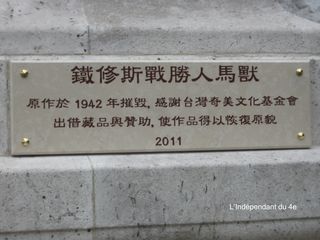 鐵修斯戰勝人馬獸
原作於 1942 年摧毀, 感謝台灣奇美文化基金會
出借藏品與贊助, 使作品得以恢復原貌
2011
L'Indépendant du 4e